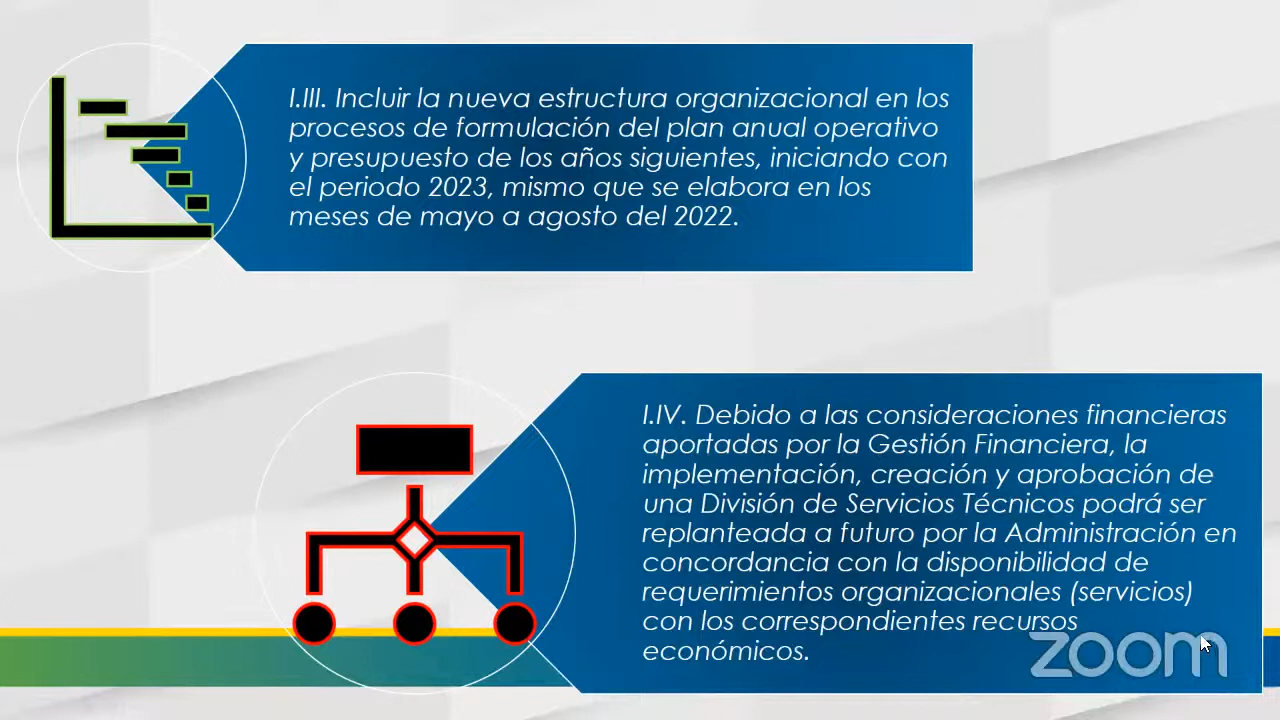 I.III. Incluir la nueva estructura organizacional en los
procesos de formulación del plan anual operativo
y presupuesto de los años siguientes, iniciando con
el periodo 2023, mismo que se elabora en los
meses de mayo a agosto del 2022.
I.IV. Debido a las consideraciones financieras
aportadas por la Gestión Financiera, la
implementación, creación y aprobación de
una División de Servicios Técnicos podrá ser
replanteada a futuro por la Administración en
concordancia con la disponibilidad de
requerimientos organizacionales (servicios)
con los correspondientes recursos
económicos.
zoom